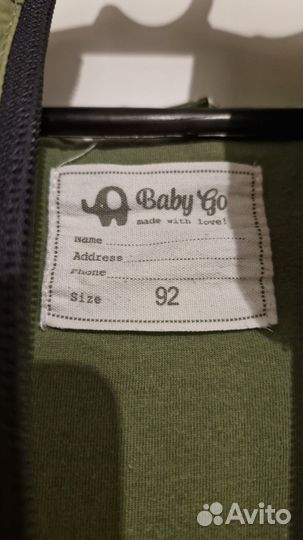 Baby Go
made with love!
Name
Address
Phone
Size 92
Avito